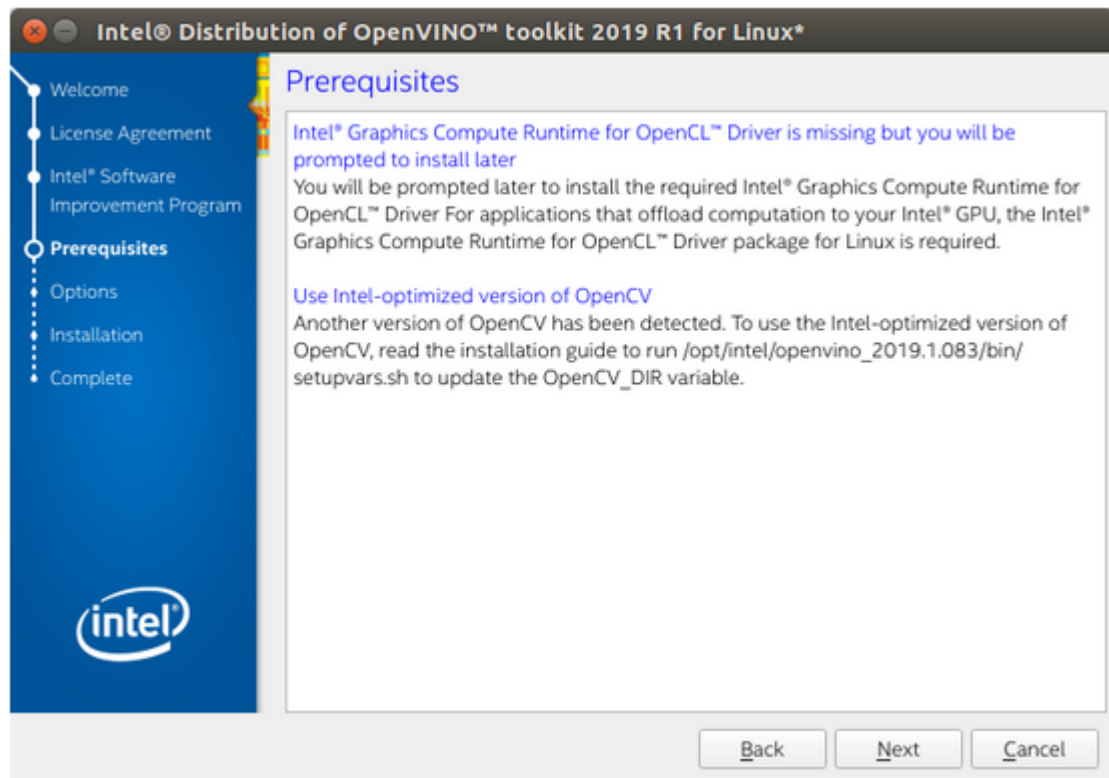 Intel® Distribution of OpenVINO™ toolkit 2019 R1 for Linux*
Welcome
License Agreement
Intel® Software
Improvement Program
Prerequisites
Options
Installation
Complete
intel®
Prerequisites
Intel® Graphics Compute Runtime for OpenCL™ Driver is missing but you will be
prompted to install later
You will be prompted later to install the required Intel® Graphics Compute Runtime for
OpenCL™ Driver For applications that offload computation to your Intel® GPU, the Intel®
Graphics Compute Runtime for OpenCL™ Driver package for Linux is required.
Use Intel-optimized version of OpenCV
Another version of OpenCV has been detected. To use the Intel-optimized version of
OpenCV, read the installation guide to run /opt/intel/openvino_2019.1.083/bin/
setupvars.sh to update the OpenCV_DIR variable.
Back
Next
Cancel